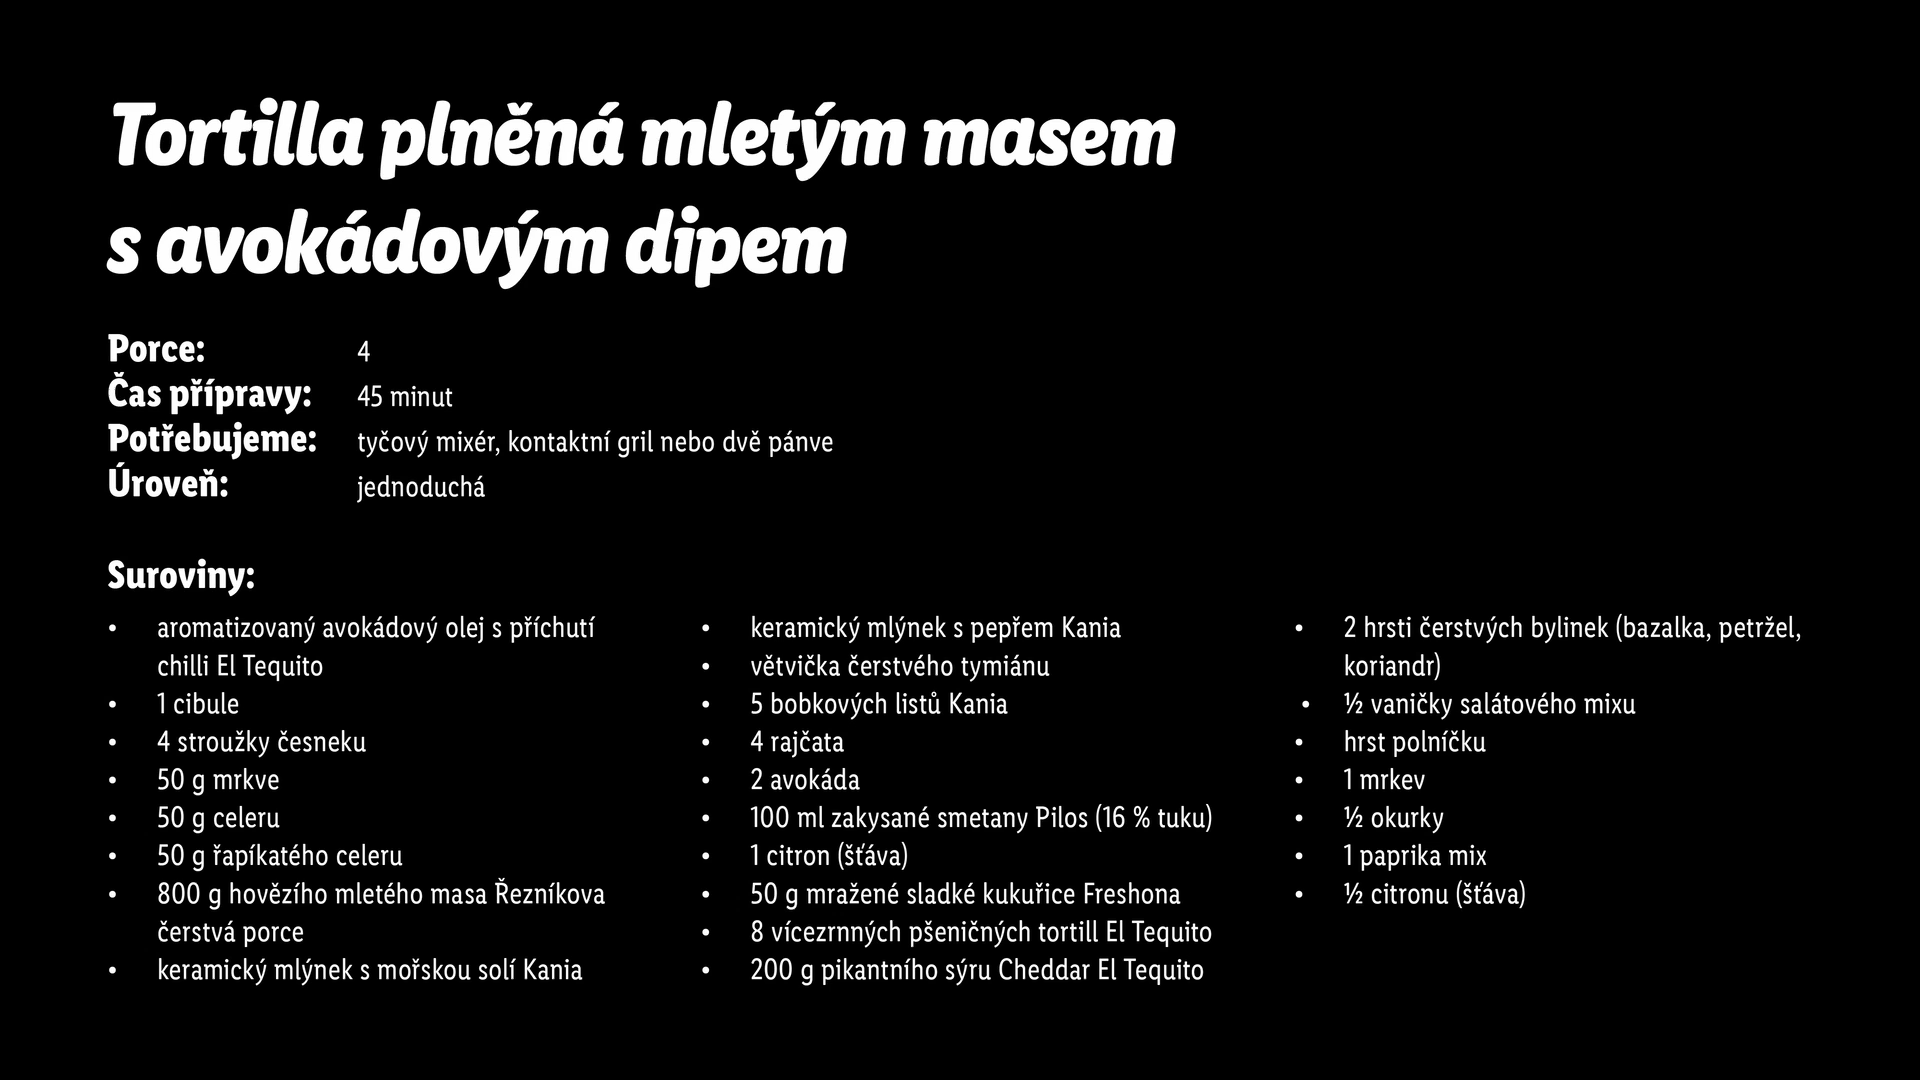 Tortilla plněná mletým masem
s avokádovým dipem
Porce: 4
Čas přípravy: 45 minut
Potřebujeme: tyčový mixér, kontaktní gril nebo dvě pánve
Úroveň: jednoduchá
Suroviny:
• aromatizovaný avokádový olej s příchutí
chilli El Tequito
• 1 cibule
• 4 stroužky česneku
• 50 g mrkve
• 50 g celeru
• 50 g řapíkatého celeru
• 800 g hovězího mletého masa Řezníkova
čerstvá porce
• keramický mlýnek s mořskou solí Kania
• keramický mlýnek s pepřem Kania
• větvička čerstvého tymiánu
• 5 bobkových listů Kania
• 4 rajčata
• 2 avokáda
• 100 ml zakysané smetany Pilos (16 % tuku)
• 1 citron (šťáva)
• 50 g mražené sladké kukuřice Freshona
• 8 vícezrnných pšeničných tortill El Tequito
• 200 g pikantního sýru Cheddar El Tequito
• 2 hrsti čerstvých bylinek (bazalka, petržel,
koriandr)
• ½ vaničky salátového mixu
• hrst polníčku
• 1 mrkev
• ½ okurky
• 1 paprika mix
• ½ citronu (šťáva)